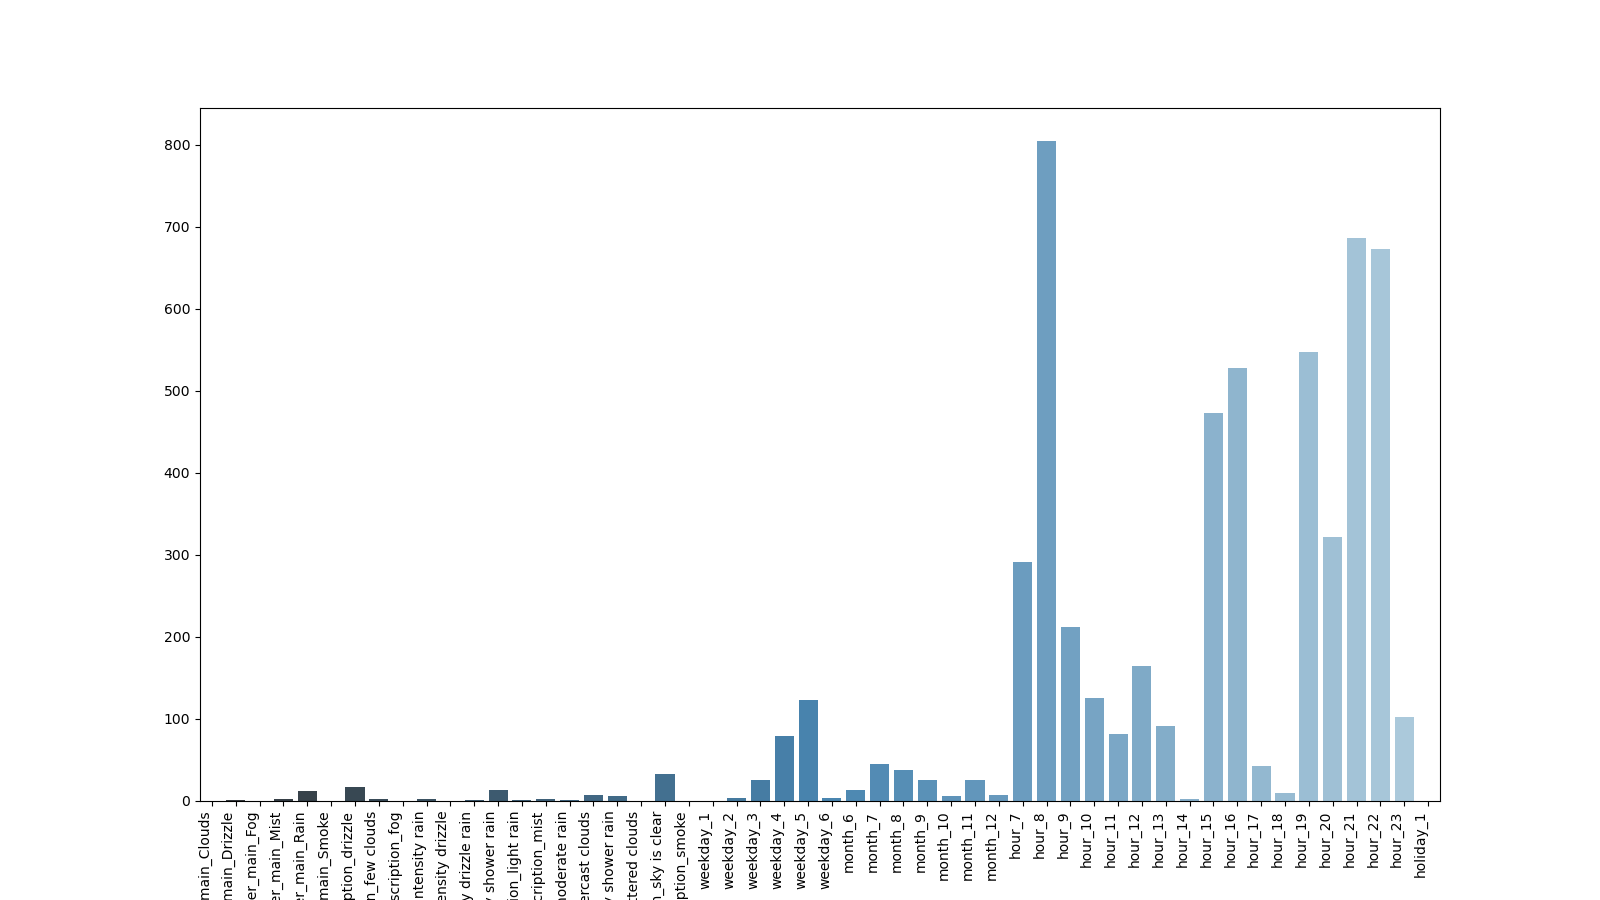 800
700
600
500
400
300
200
100
0
main_Clouds
main_Drizzle
er_main_Fog
er_main_Mist
er_main_Rain
main_Smoke
ption_drizzle
n_few clouds
scription_fog
ntensity rain
ensity drizzle
y drizzle rain
shower rain
ion_light rain
cription_mist
oderate rain
ercast clouds
shower rain
ttered clouds
n_sky is clear
ption_smoke
weekday_1
weekday_2
weekday_3
weekday_4
weekday_5
weekday_6
month_6
month_7
month_8
month_9
month_10
month_11
month_12
hour_7
hour_8
hour_9
hour_10
hour_11
hour_12
hour_13
hour_14
hour_15
hour_16
hour_17
hour_18
hour_19
hour_20
hour_21
hour_22
hour_23
holiday_1